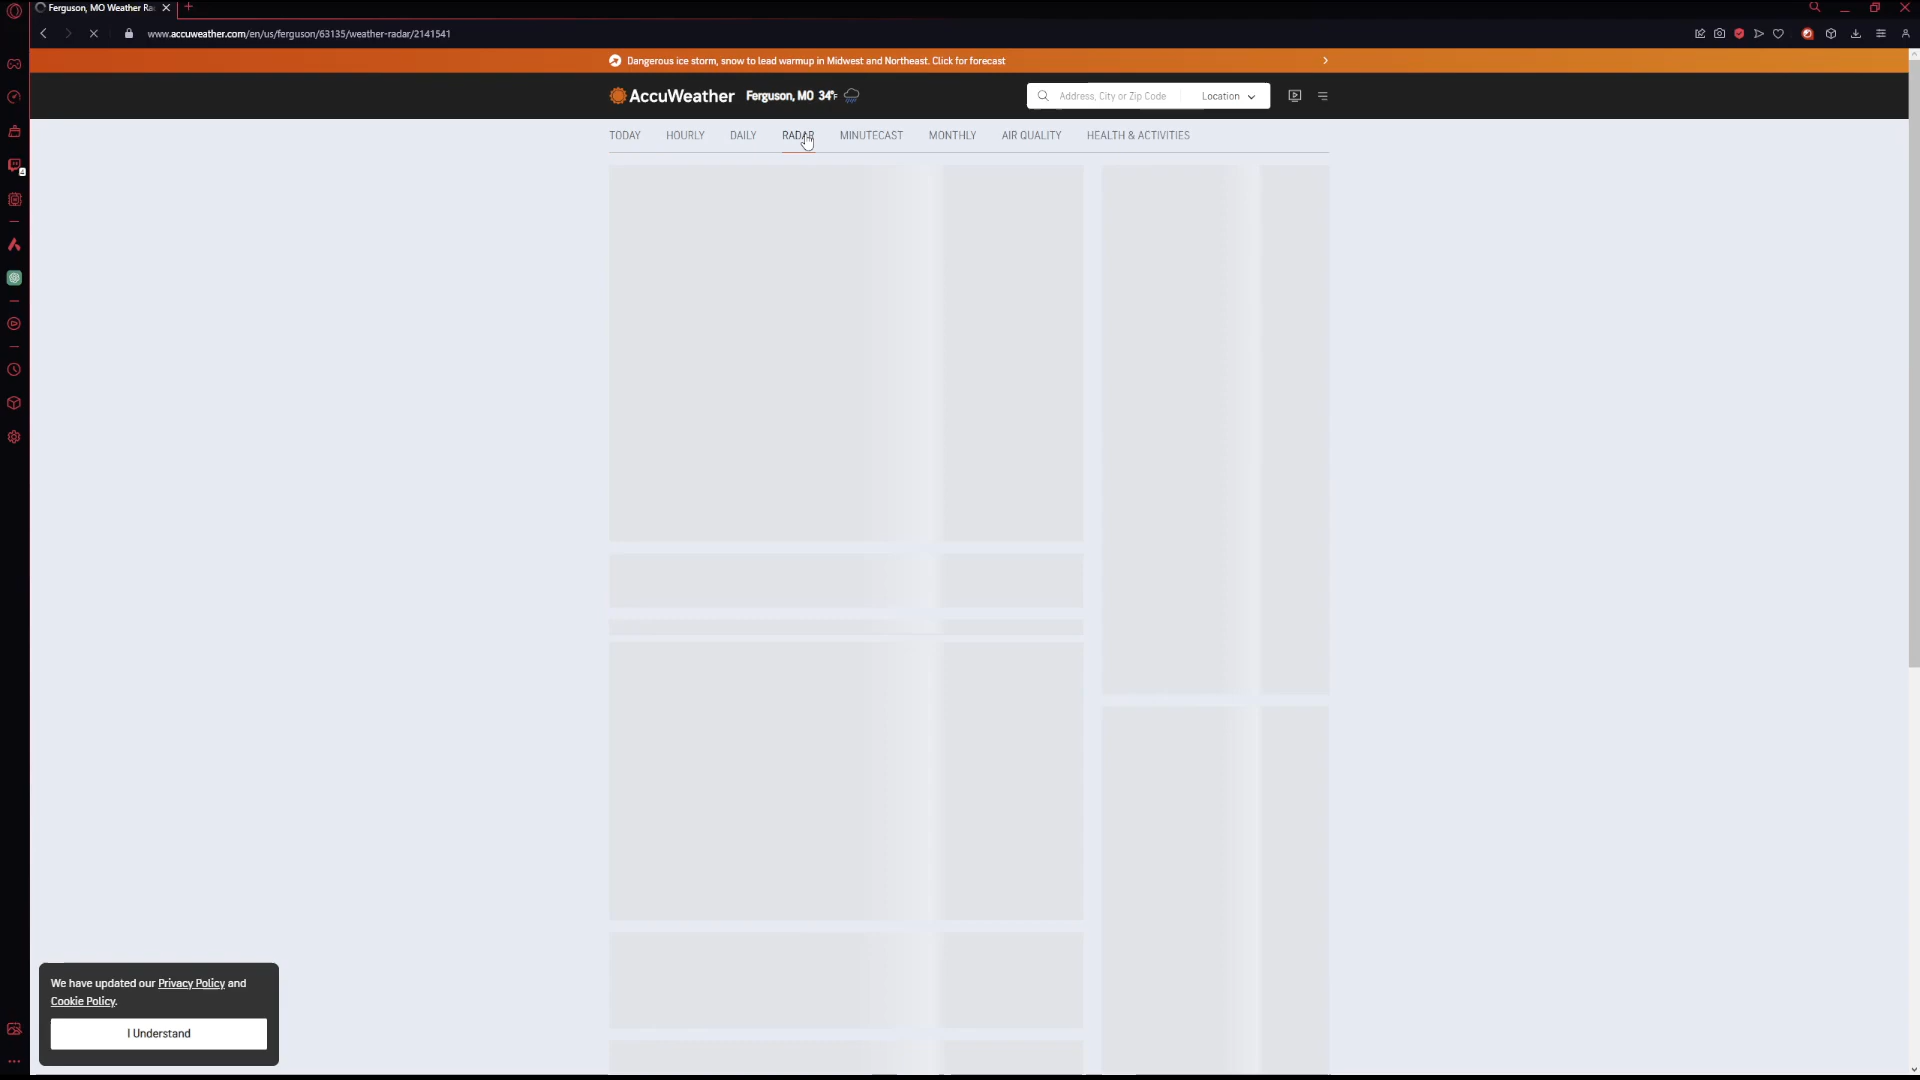 Ferguson, MO Weather Ra
www.accuweather.com/en/us/ferguson/63135/weather-radar/2141541
Dangerous ice storm, snow to lead warmup in Midwest and Northeast. Click for forecast
AccuWeather Ferguson, MO 34°F Address, City or Zip Code Location
TODAY HOURLY DAILY RADAR MINUTECAST MONTHLY AIR QUALITY HEALTH & ACTIVITIES
We have updated our Privacy Policy and
Cookie Policy.
I Understand